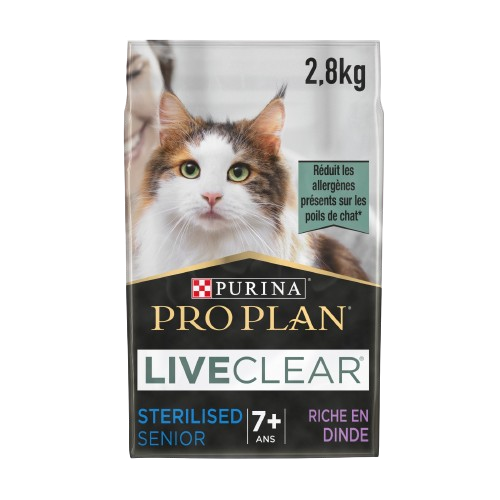 2,8kg
Réduit les
allergènes
présents sur les
poils de chat*
PURINA
PRO PLAN
LIVECLEAR®
STERILISED
SENIOR
7+
ANS
RICHE EN
DINDE